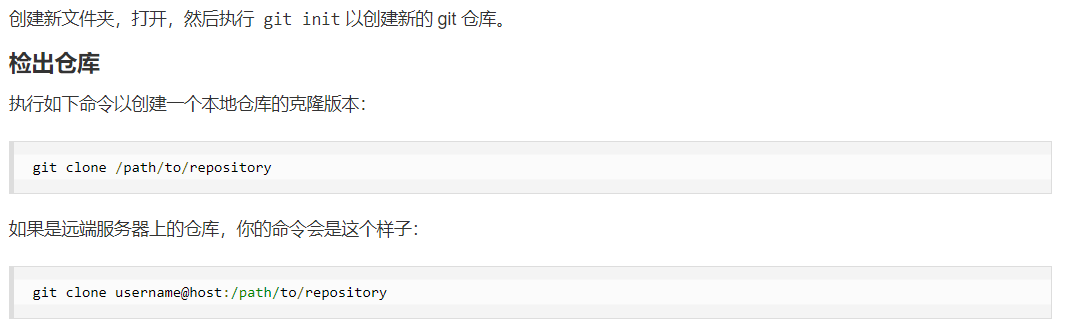 创建新文件夹，打开，然后执行 git init 以创建新的 git 仓库。
检出仓库
执行如下命令以创建一个本地仓库的克隆版本：
git clone /path/to/repository
如果是远端服务器上的仓库，你的命令会是这个样子：
git clone username@host:/path/to/repository